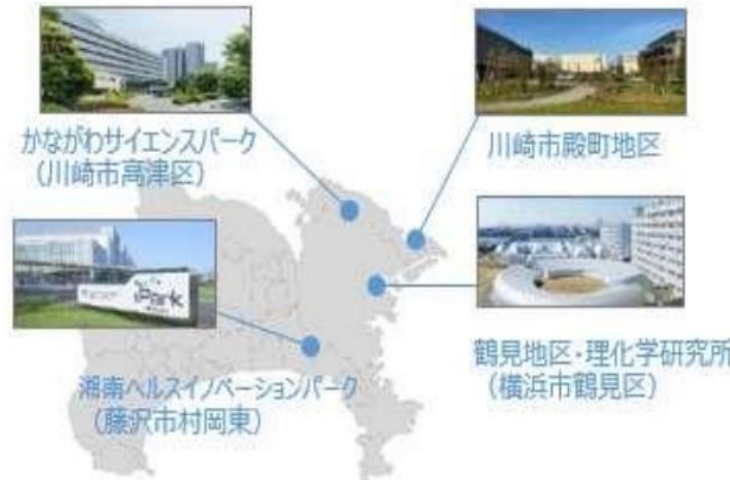 かながわサイエンスパーク
（川崎市高津区）
川崎市殿町地区
iPark
湘南ヘルスイノベーションパーク
（藤沢市村岡東）
鶴見地区・理化学研究所
（横浜市鶴見区）